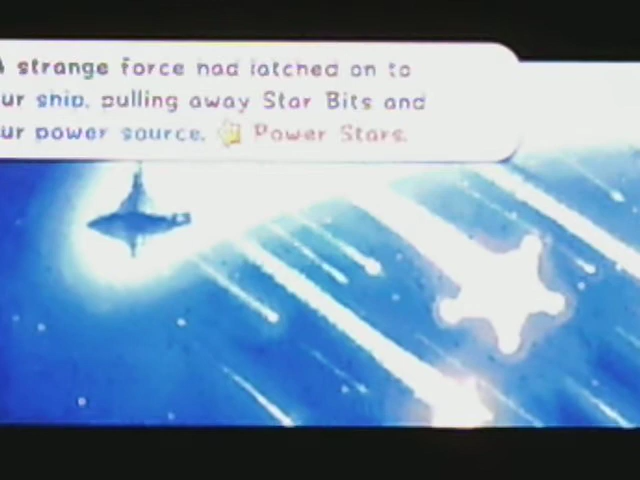 A strange force had latched on to
ur ship, pulling away Star Bits and
ur power source, Power Stars.